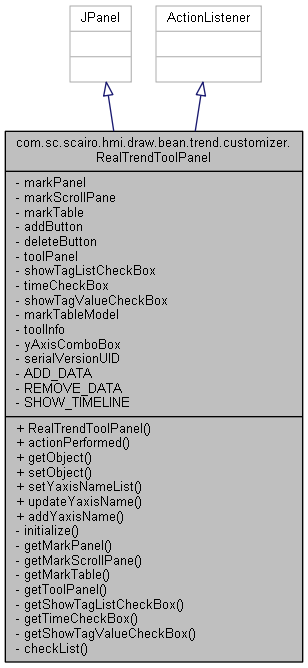 JPanel
ActionListener
com.sc.scairo.hmi.draw.bean.trend.customizer.
RealTrendToolPanel
- markPanel
- markScrollPane
- markTable
- addButton
- deleteButton
- toolPanel
- showTagListCheckBox
- timeCheckBox
- showTagValueCheckBox
- markTableModel
- toolInfo
- yAxisComboBox
- serialVersionUID
- ADD_DATA
- REMOVE_DATA
- SHOW_TIMELINE
+ RealTrendToolPanel()
+ actionPerformed()
+ getObject()
+ setObject()
+ setYaxisNameList()
+ updateYaxisName()
+ addYaxisName()
- initialize()
- getMarkPanel()
- getMarkScrollPane()
- getMarkTable()
- getToolPanel()
- getShowTagListCheckBox()
- getTimeCheckBox()
- getShowTagValueCheckBox()
- checkList()